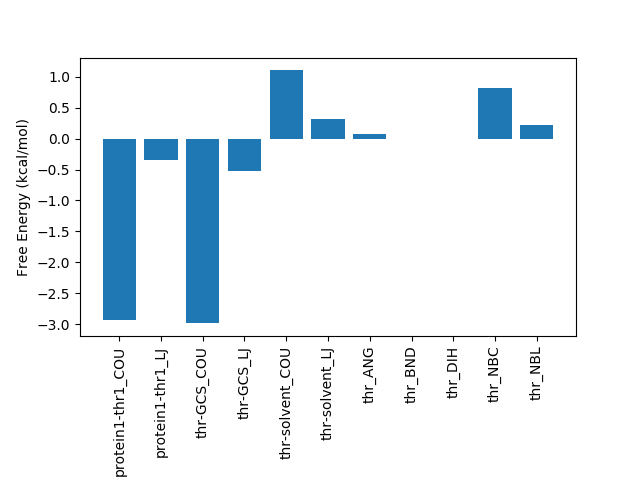 1.0
0.5
0.0
−0.5
−1.0
−1.5
−2.0
−2.5
−3.0
Free Energy (kcal/mol)
protein1-thr1_COU
protein1-thr1_LJ
thr-GCS_COU
thr-GCS_LJ
thr-solvent_COU
thr-solvent_LJ
thr_ANG
thr_BND
thr_DIH
thr_NBC
thr_NBL